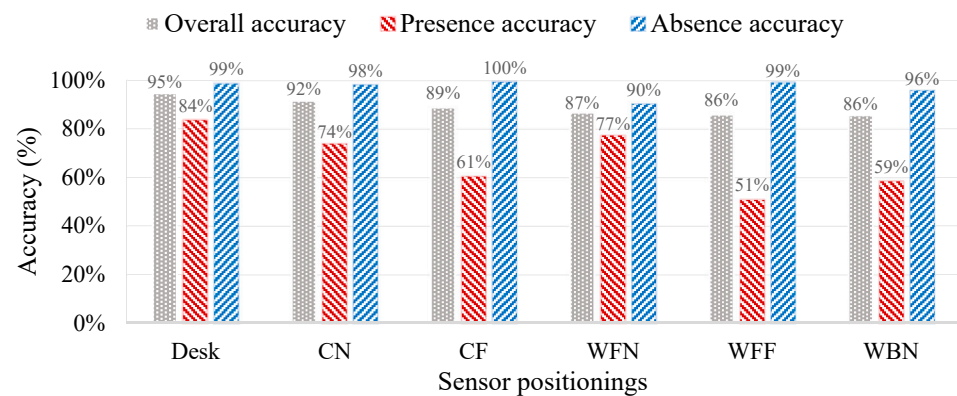 Overall accuracy Presence accuracy Absence accuracy
Accuracy (%)
100%
80%
60%
40%
20%
0%
95% 84% 99%
92% 74% 98%
89% 61% 100%
87% 77% 90%
86% 51% 99%
86% 59% 96%
Desk CN CF WFN WFF WBN
Sensor positionings